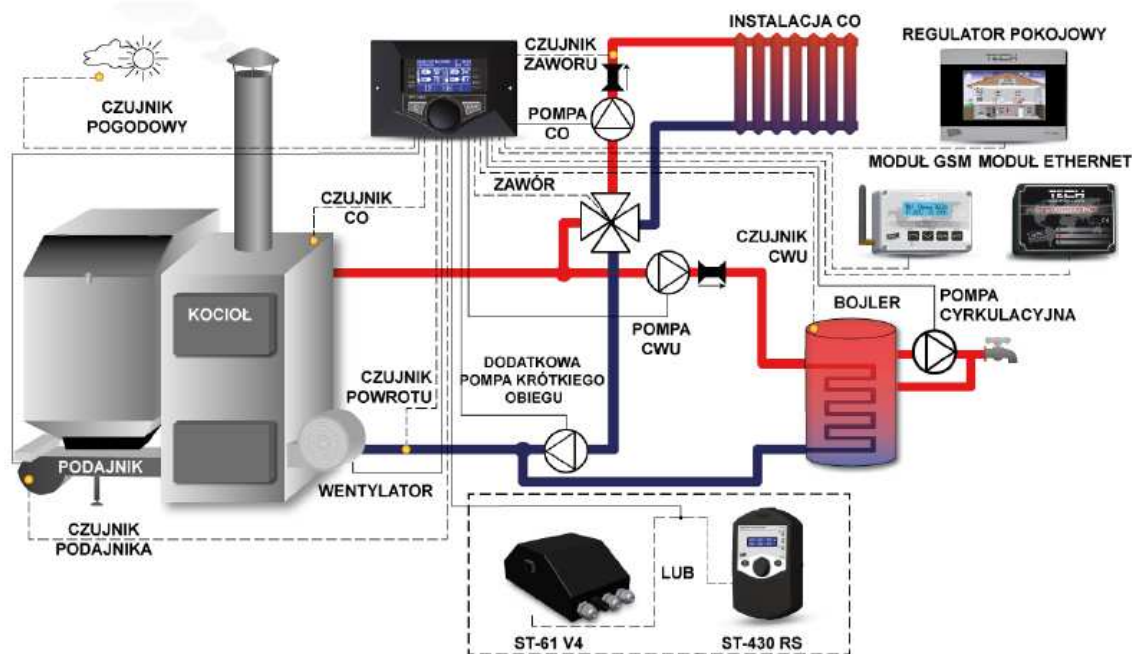 INSTALACJA CO
CZUJNIK
ZAWORU
REGULATOR POKOJOWY
TECH
CZUJNIK
POGODOWY
POMPA
CO
MODUŁ GSM MODUŁ ETHERNET
ZAWÓR
CZUJNIK
CO
TECH
CZUJNIK
CWU
KOCIOŁ
BOJLER
POMPA
CYRKULACYJNA
POMPA
CWU
DODATKOWA
POMPA KRÓTKIEGO
OBIEGU
CZUJNIK
POWROTU
PODAJNIK
WENTYLATOR
CZUJNIK
PODAJNIKA
LUB
ST-61 V4
ST-430 RS